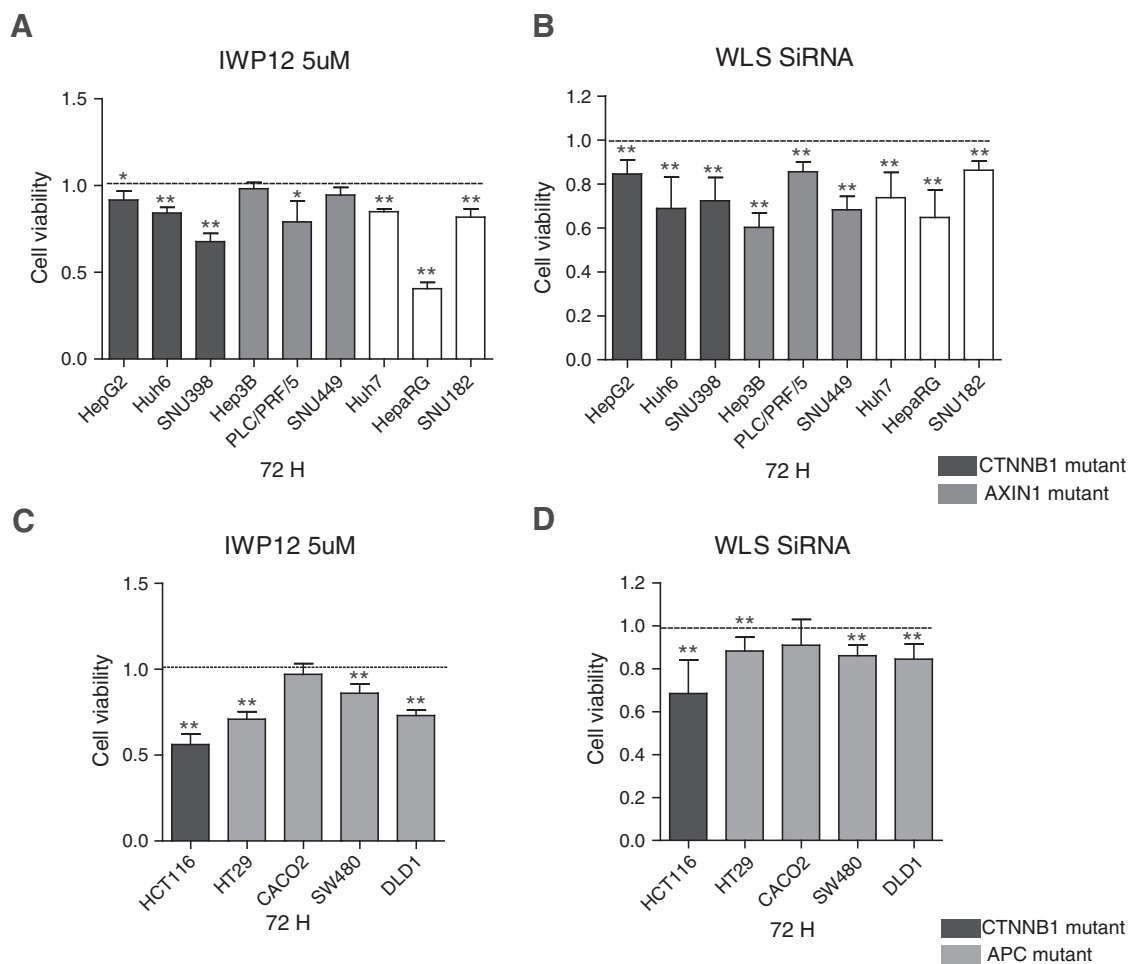 A
IWP12 5uM
Cell viability
1.5
1.0
0.5
0.0
* ** ** * ** ** **
HepG2
Huh6
SNU398
Hep3B
PLC/PRF/5
SNU449
Huh7
HepaRG
SNU182
72 H
B
WLS SiRNA
Cell viability
1.2
1.0
0.8
0.6
0.4
0.2
0.0
** ** ** ** ** ** ** ** **
HepG2
Huh6
SNU398
Hep3B
PLC/PRF/5
SNU449
Huh7
HepaRG
SNU182
72 H
CTNNB1 mutant
AXIN1 mutant
C
IWP12 5uM
Cell viability
1.5
1.0
0.5
0.0
** ** ** **
HCT116
HT29
CACO2
SW480
DLD1
72 H
D
WLS SiRNA
Cell viability
1.2
1.0
0.8
0.6
0.4
0.2
0.0
** ** ** **
HCT116
HT29
CACO2
SW480
DLD1
72 H
CTNNB1 mutant
APC mutant